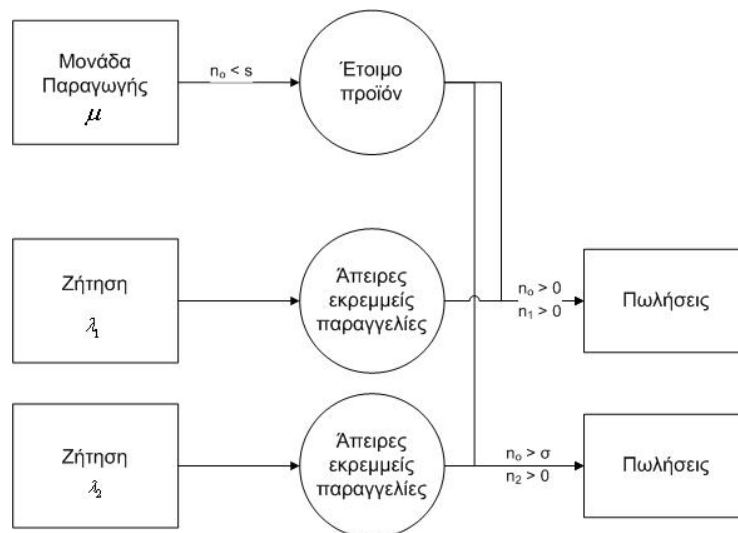 Μονάδα
Παραγωγής
μ
n₀ < s
Έτοιμο
προϊόν
Ζήτηση
λ₁
Άπειρες
εκρεμμείς
παραγγελίες
n₀ > 0
n₁ > 0
Πωλήσεις
Ζήτηση
λ₂
Άπειρες
εκρεμμείς
παραγγελίες
n₀ > σ
n₂ > 0
Πωλήσεις